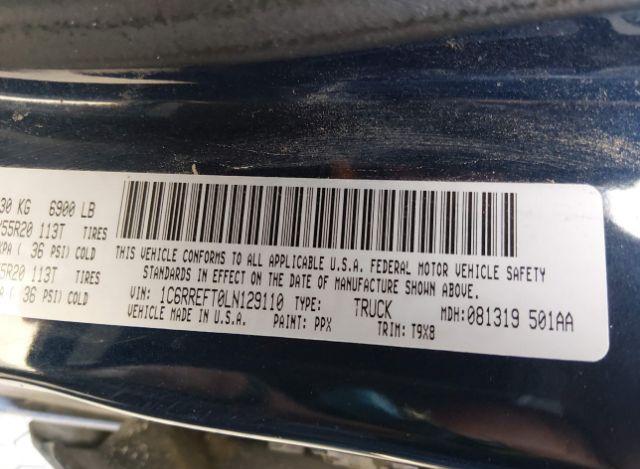 30 KG 6900 LB
55R20 113T TIRES
KPA ( 36 PSI) COLD
5R20 113T TIRES
( 36 PSI) COLD
THIS VEHICLE CONFORMS TO ALL APPLICABLE U.S.A. FEDERAL MOTOR VEHICLE SAFETY
STANDARDS IN EFFECT ON THE DATE OF MANUFACTURE SHOWN ABOVE.
VIN: 1C6RREFT0LN129110 TYPE: TRUCK MDH: 081319 501AA
VEHICLE MADE IN U.S.A. PAINT: PPX TRIM: T9X8